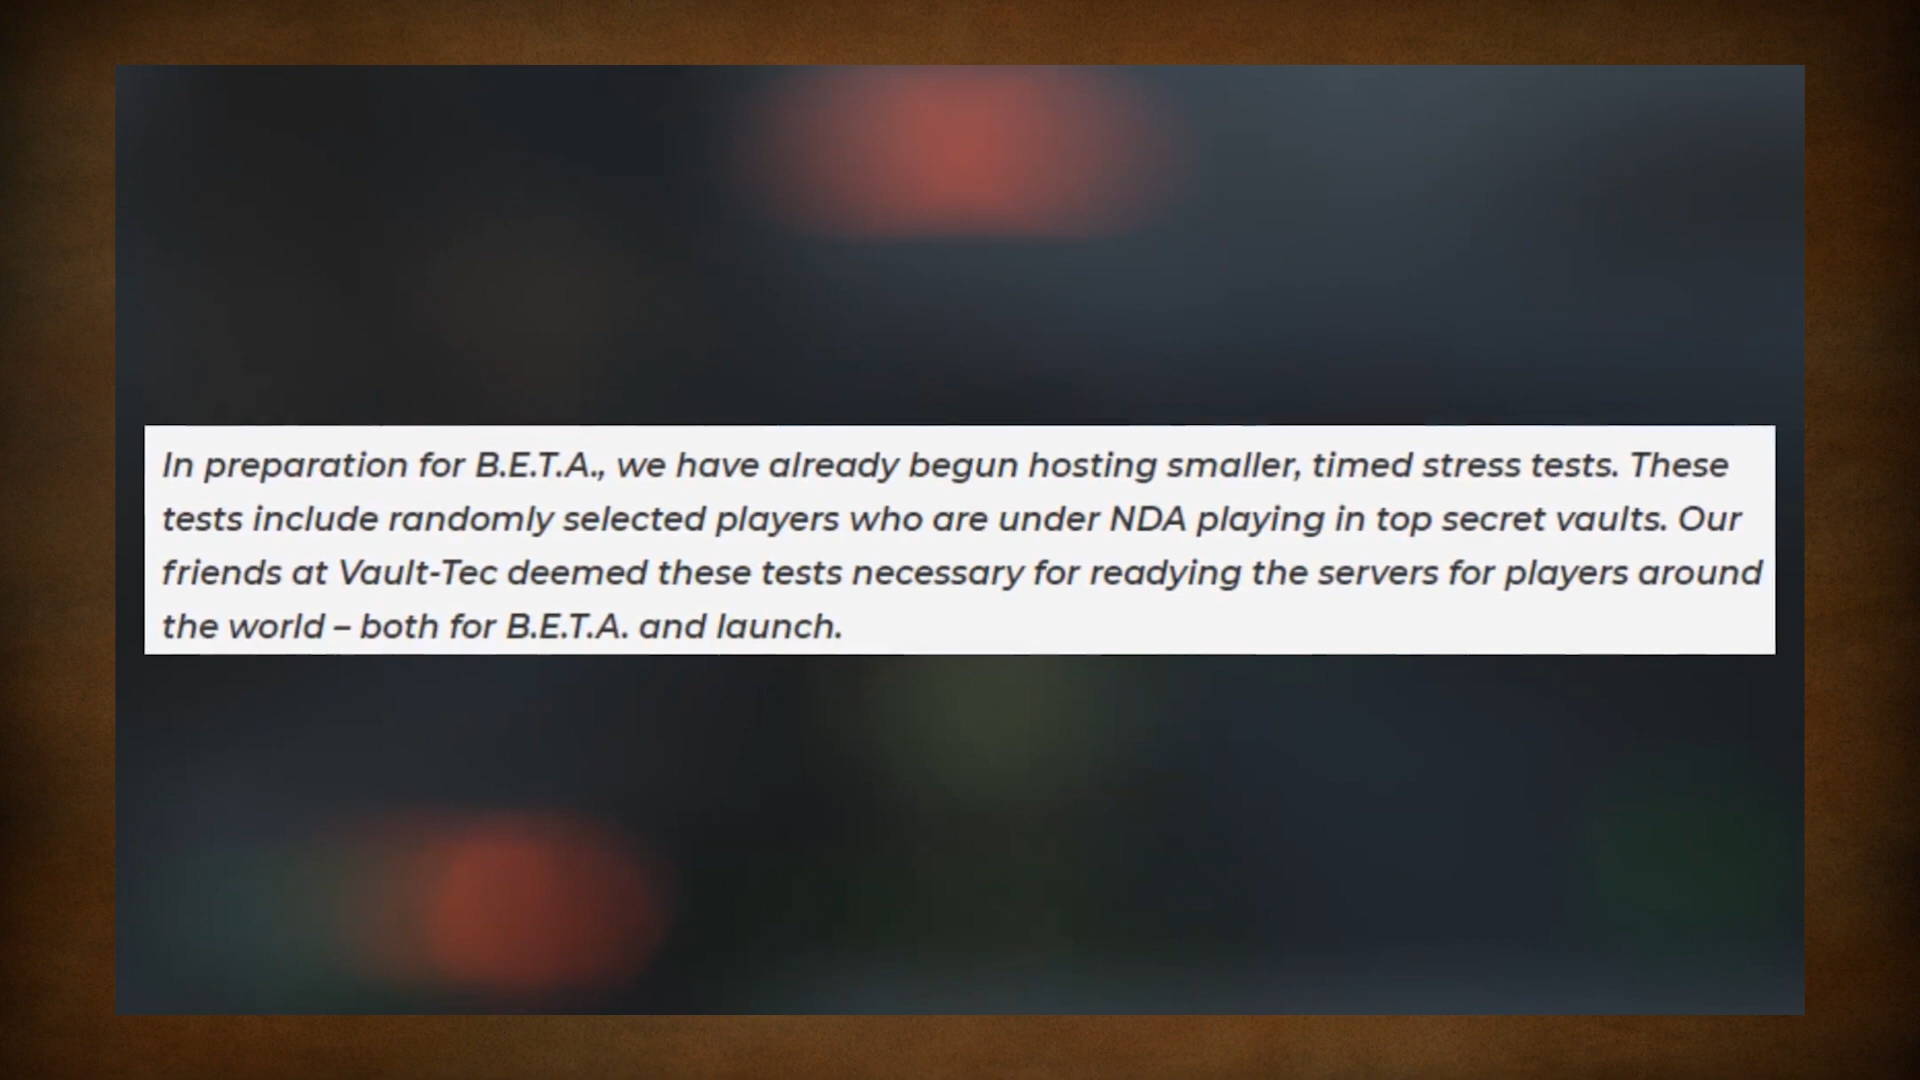 In preparation for B.E.T.A., we have already begun hosting smaller, timed stress tests. These
tests include randomly selected players who are under NDA playing in top secret vaults. Our
friends at Vault-Tec deemed these tests necessary for readying the servers for players around
the world – both for B.E.T.A. and launch.